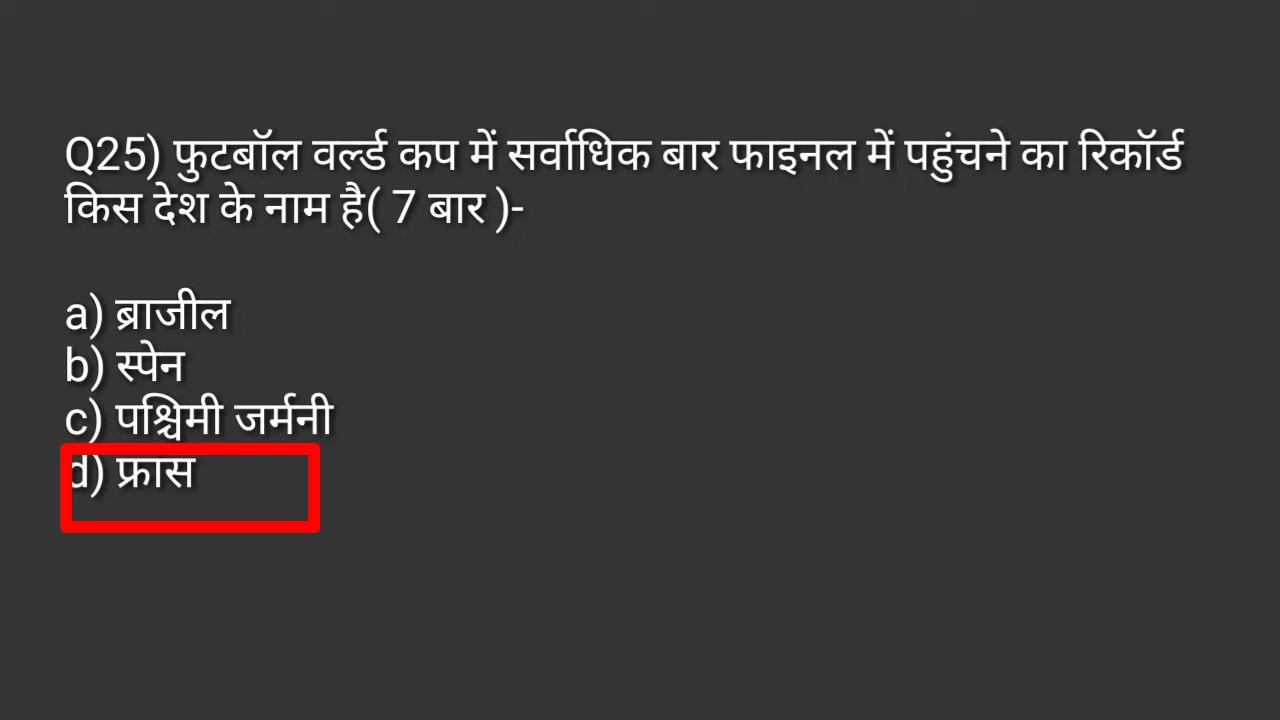 Q25) फुटबॉल वर्ल्ड कप में सर्वाधिक बार फाइनल में पहुंचने का रिकॉर्ड
किस देश के नाम है( 7 बार )-
a) ब्राजील
b) स्पेन
c) पश्चिमी जर्मनी
d) फ्रास